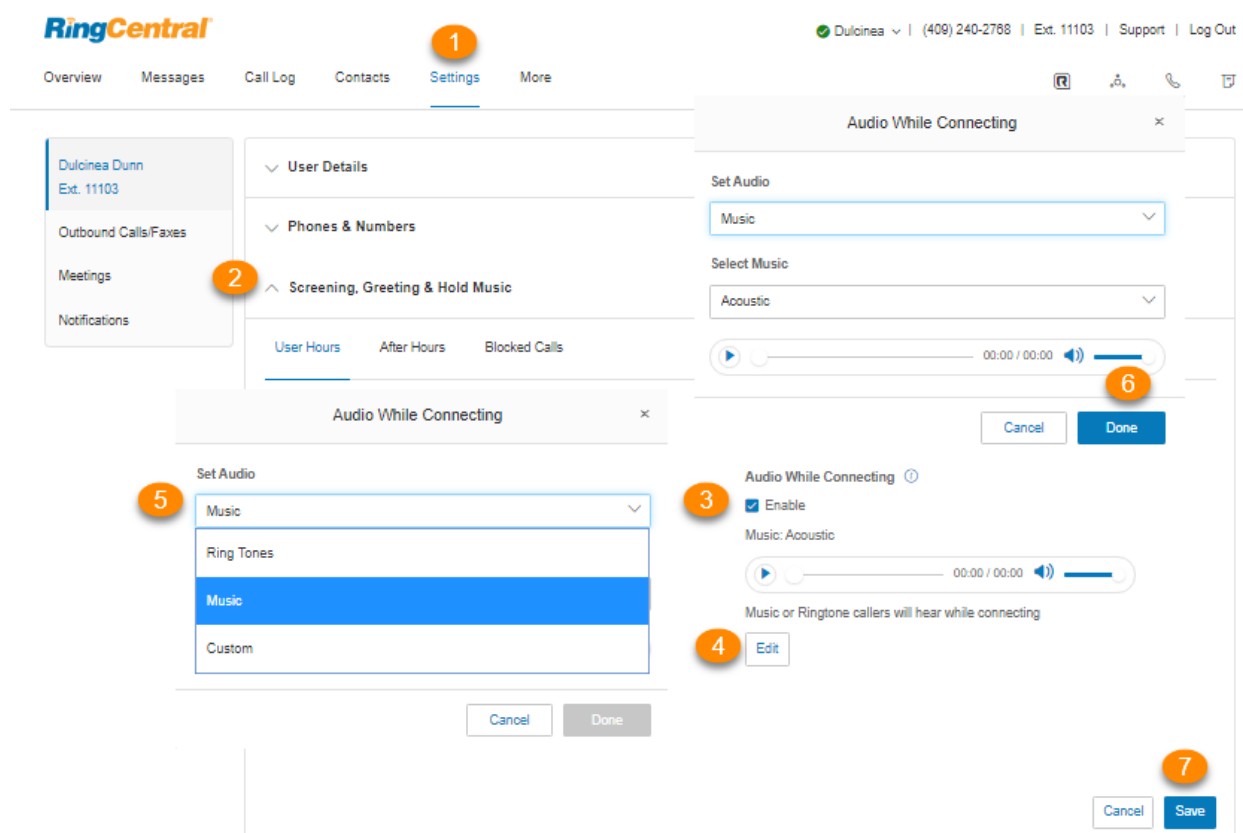 RingCentral
Dulcinea | (409) 240-2768 | Ext. 11103 | Support | Log Out
1
Overview Messages Call Log Contacts Settings More
Dulcinea Dunn
Ext. 11103
Outbound Calls/Faxes
Meetings
Notifications
User Details
Phones & Numbers
2
Screening, Greeting & Hold Music
User Hours After Hours Blocked Calls
Audio While Connecting ×
Set Audio
Music
Select Music
Acoustic
00:00 / 00:00
6
Cancel Done
Audio While Connecting ×
Set Audio
5
Music
Ring Tones
Music
Custom
Cancel Done
Audio While Connecting
3
Enable
Music: Acoustic
00:00 / 00:00
Music or Ringtone callers will hear while connecting
4
Edit
7
Cancel Save